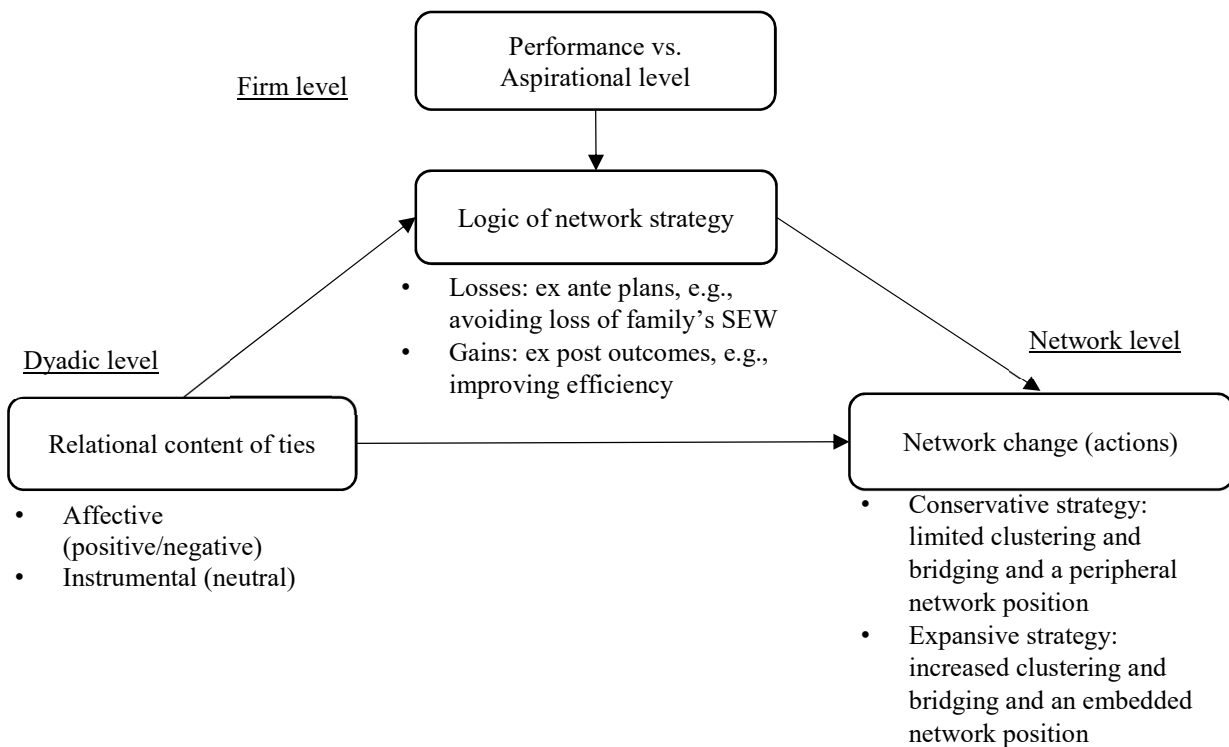 Performance vs.
Aspirational level
Firm level
Logic of network strategy
• Losses: ex ante plans, e.g.,
avoiding loss of family’s SEW
• Gains: ex post outcomes, e.g.,
improving efficiency
Dyadic level
Relational content of ties
• Affective
(positive/negative)
• Instrumental (neutral)
Network level
Network change (actions)
• Conservative strategy:
limited clustering and
bridging and a peripheral
network position
• Expansive strategy:
increased clustering and
bridging and an embedded
network position